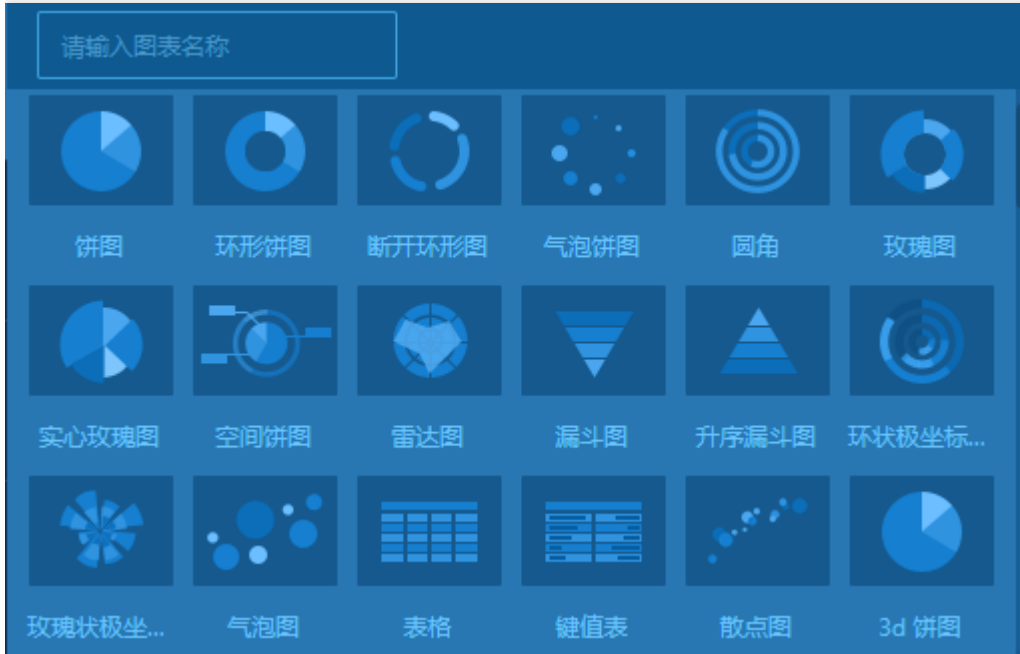 请输入图表名称
饼图
环形饼图
断开环形图
气泡饼图
圆角
玫瑰图
实心玫瑰图
空间饼图
雷达图
漏斗图
升序漏斗图
环状极坐标...
玫瑰状极坐...
气泡图
表格
键值表
散点图
3d 饼图